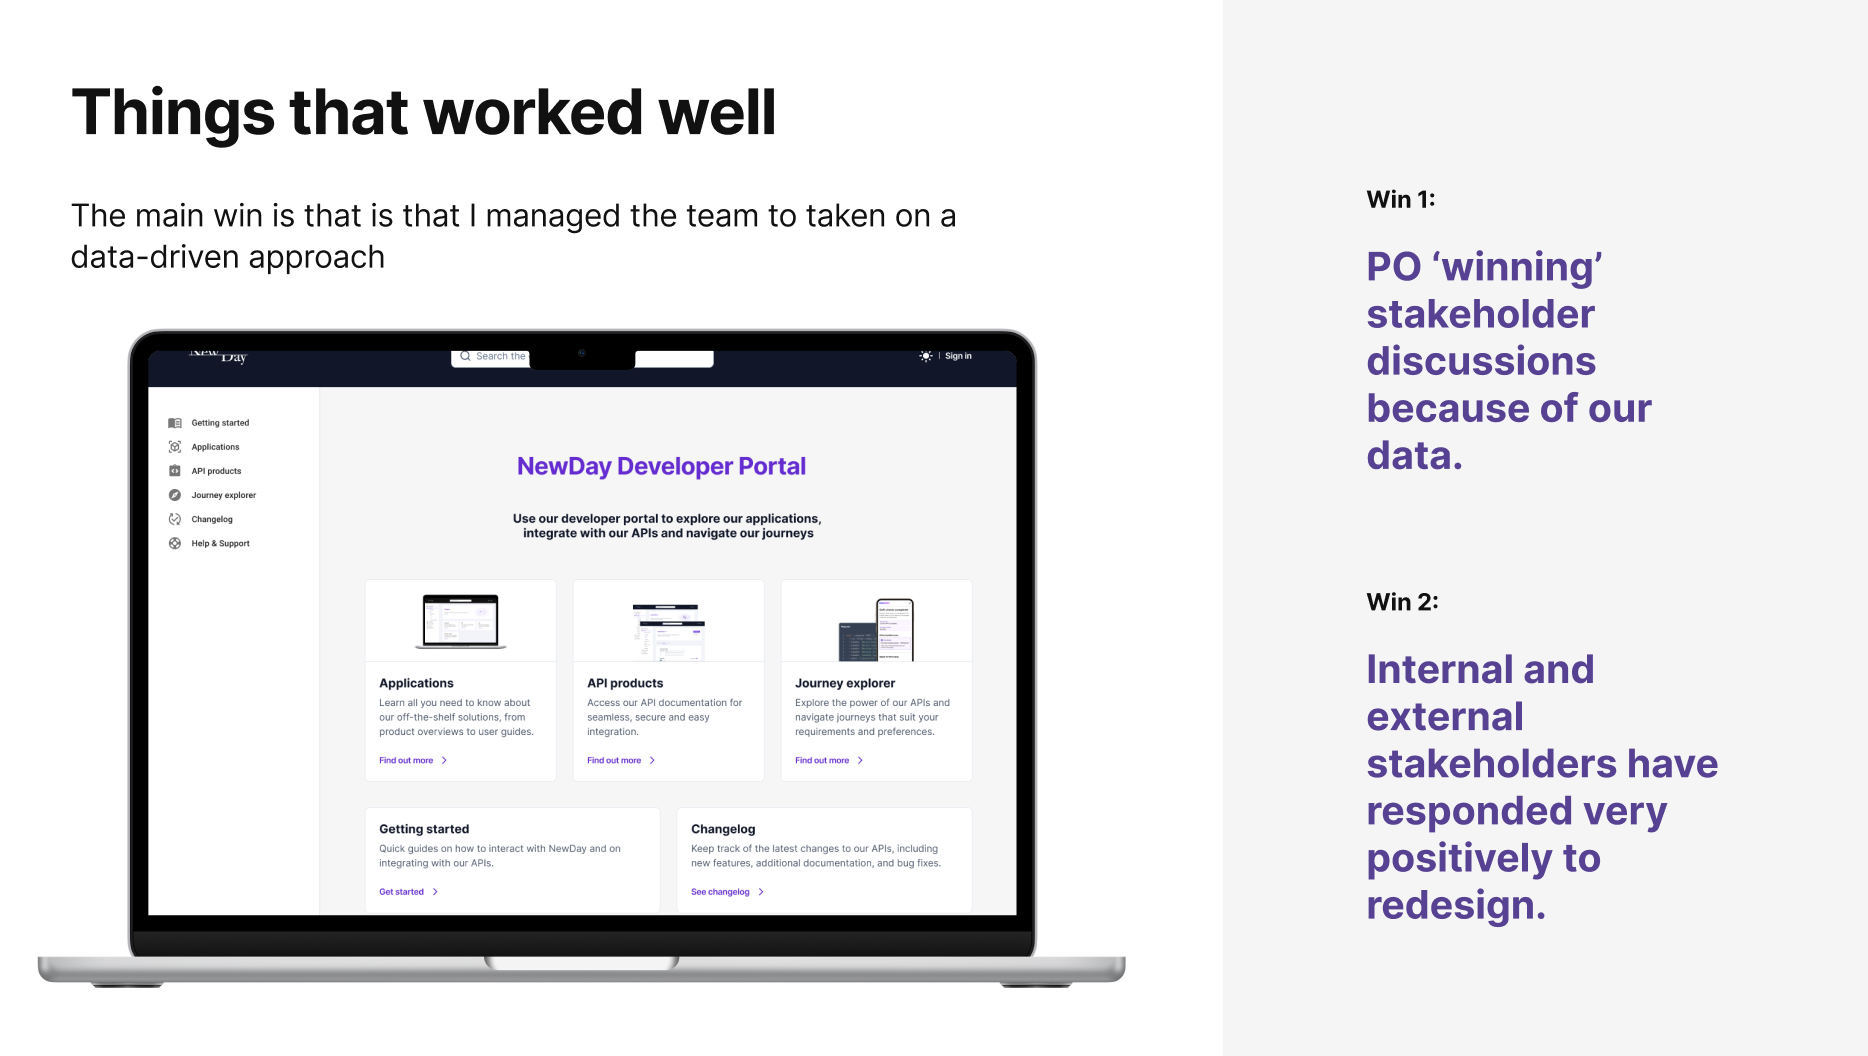 Things that worked well
The main win is that is that I managed the team to taken on a
data-driven approach
New Day
Search the
Sign in
Getting started
Applications
API products
Journey explorer
Changelog
Help & Support
NewDay Developer Portal
Use our developer portal to explore our applications,
integrate with our APIs and navigate our journeys
Applications
Learn all you need to know about
our off-the-shelf solutions, from
product overviews to user guides.
Find out more
API products
Access our API documentation for
seamless, secure and easy
integration.
Find out more
Journey explorer
Explore the power of our APIs and
navigate journeys that suit your
requirements and preferences.
Find out more
Getting started
Quick guides on how to interact with NewDay and on
integrating with our APIs.
Get started
Changelog
Keep track of the latest changes to our APIs, including
new features, additional documentation, and bug fixes.
See changelog
Win 1:
PO ‘winning’
stakeholder
discussions
because of our
data.
Win 2:
Internal and
external
stakeholders have
responded very
positively to
redesign.